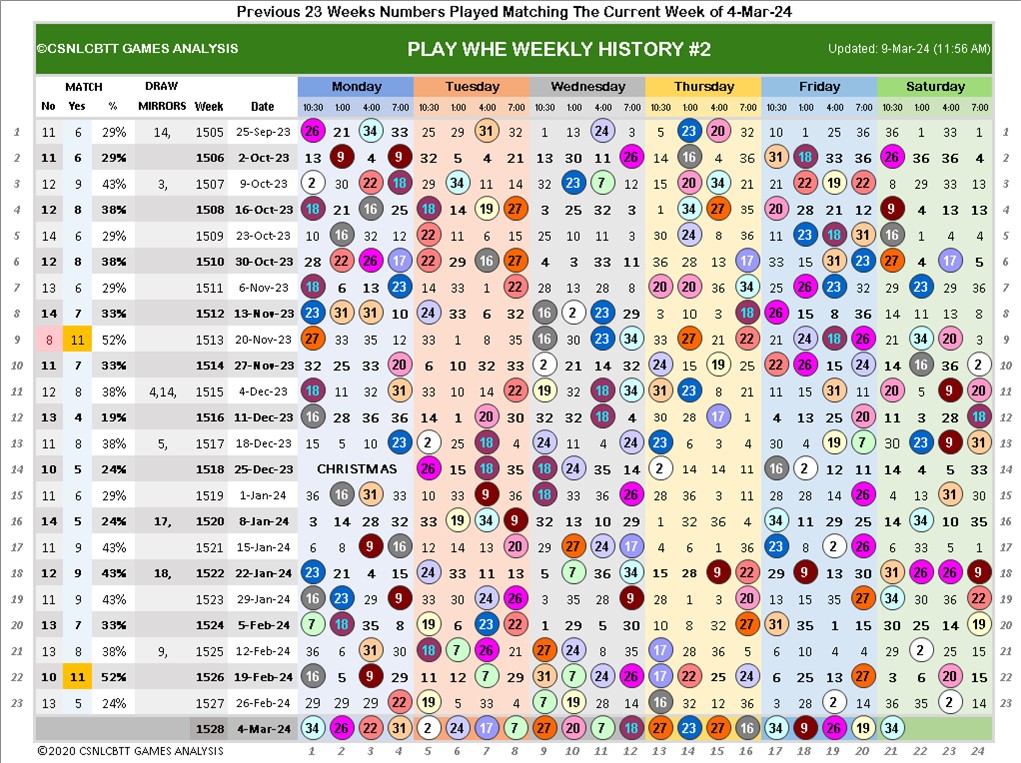 Previous 23 Weeks Numbers Played Matching The Current Week of 4-Mar-24
©CSNLCBTT GAMES ANALYSIS PLAY WHE WEEKLY HISTORY #2 Updated: 9-Mar-24 (11:56 AM)
MATCH DRAW Monday Tuesday Wednesday Thursday Friday Saturday
No Yes % MIRRORS Week Date 10:30 1:00 4:00 7:00 10:30 1:00 4:00 7:00 10:30 1:00 4:00 7:00 10:30 1:00 4:00 7:00 10:30 1:00 4:00 7:00 10:30 1:00 4:00 7:00
1 11 6 29% 14, 1505 25-Sep-23 26 21 34 33 25 29 31 32 1 13 24 3 5 23 20 32 10 1 25 36 36 1 33 1 1
2 11 6 29% 1506 2-Oct-23 13 9 4 9 32 5 4 21 13 30 11 26 14 16 4 36 31 18 33 36 26 36 36 4 2
3 12 9 43% 3, 1507 9-Oct-23 2 30 22 18 29 34 11 14 32 23 7 12 15 20 34 21 21 22 19 22 8 29 33 13 3
4 12 8 38% 1508 16-Oct-23 18 21 16 25 18 14 19 27 3 25 32 3 1 34 27 35 20 28 21 12 9 4 13 13 4
5 14 6 29% 1509 23-Oct-23 10 16 32 12 22 11 6 15 25 10 11 3 30 24 8 36 11 23 18 31 16 1 4 4 5
6 12 8 38% 1510 30-Oct-23 28 22 26 17 22 29 16 27 4 3 33 11 36 28 13 17 33 15 31 23 27 4 17 5 6
7 13 6 29% 1511 6-Nov-23 18 6 13 23 14 33 1 22 28 13 28 8 20 20 36 34 25 26 23 32 29 23 29 36 7
8 14 7 33% 1512 13-Nov-23 23 31 31 10 24 33 6 32 16 2 23 29 3 10 3 18 26 15 8 36 14 11 13 8 8
9 8 11 52% 1513 20-Nov-23 27 33 35 12 33 1 8 35 16 30 23 34 33 27 21 22 21 24 18 26 21 34 20 3 9
10 11 7 33% 1514 27-Nov-23 32 25 33 20 6 10 32 33 2 21 14 32 24 15 19 25 22 26 15 24 14 16 36 2 10
11 12 8 38% 4,14, 1515 4-Dec-23 18 11 32 31 33 10 14 22 19 32 18 34 31 23 8 21 11 15 31 11 20 5 9 20 11
12 13 4 19% 1516 11-Dec-23 16 28 36 36 14 1 20 30 32 32 18 4 30 28 17 1 4 13 25 20 11 3 28 18 12
13 11 8 38% 5, 1517 18-Dec-23 15 5 10 23 2 25 18 4 24 11 4 24 23 6 13 4 30 4 19 7 30 23 9 31 13
14 10 5 24% 1518 25-Dec-23 CHRISTMAS 26 15 18 35 18 24 35 14 2 14 14 11 16 2 12 11 14 4 5 33 14
15 11 6 29% 1519 1-Jan-24 36 16 31 33 10 33 9 36 18 33 36 26 28 36 3 11 28 28 14 26 4 23 31 30 15
16 14 5 24% 17, 1520 8-Jan-24 3 14 28 32 33 19 34 9 32 13 10 29 1 32 36 4 34 11 29 25 14 34 10 35 16
17 11 9 43% 1521 15-Jan-24 6 8 9 16 12 14 13 20 29 27 24 17 4 6 1 36 23 8 2 26 6 33 5 1 17
18 12 9 43% 18, 1522 22-Jan-24 23 21 4 15 24 33 11 13 5 7 36 34 15 28 9 22 29 9 13 30 31 26 26 9 18
19 11 9 43% 1523 29-Jan-24 16 23 29 9 33 30 24 26 3 35 28 9 28 1 3 20 13 15 35 27 34 30 36 22 19
20 13 7 33% 1524 5-Feb-24 7 18 35 8 19 6 23 22 1 29 5 30 10 8 32 27 31 35 1 15 30 25 14 19 20
21 13 8 38% 9, 1525 12-Feb-24 36 6 31 30 18 7 26 21 27 24 8 35 17 28 36 5 6 10 4 4 29 2 25 15 21
22 10 11 52% 1526 19-Feb-24 16 5 9 29 11 12 7 29 31 7 24 26 17 22 25 24 6 25 13 27 3 6 20 15 22
23 13 5 24% 1527 26-Feb-24 29 29 29 22 19 5 33 4 7 19 28 14 16 32 12 36 3 28 2 14 36 35 2 14 23
1528 4-Mar-24 34 26 22 31 2 24 17 7 27 20 7 18 27 23 27 16 34 9 26 19 34
©2020 CSNLCBTT GAMES ANALYSIS 1 2 3 4 5 6 7 8 9 10 11 12 13 14 15 16 17 18 19 20 21 22 23 24